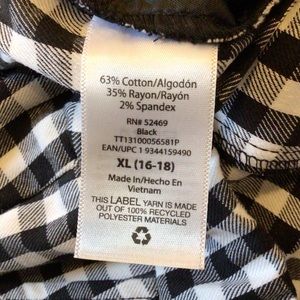 63% Cotton/Algodón
35% Rayon/Rayón
2% Spandex
RN# 52469
Black
TT13100056581P
EAN/UPC 1 9344159490
XL (16-18)
Made In/Hecho En
Vietnam
THIS LABEL YARN IS MADE
OUT OF 100% RECYCLED
POLYESTER MATERIALS